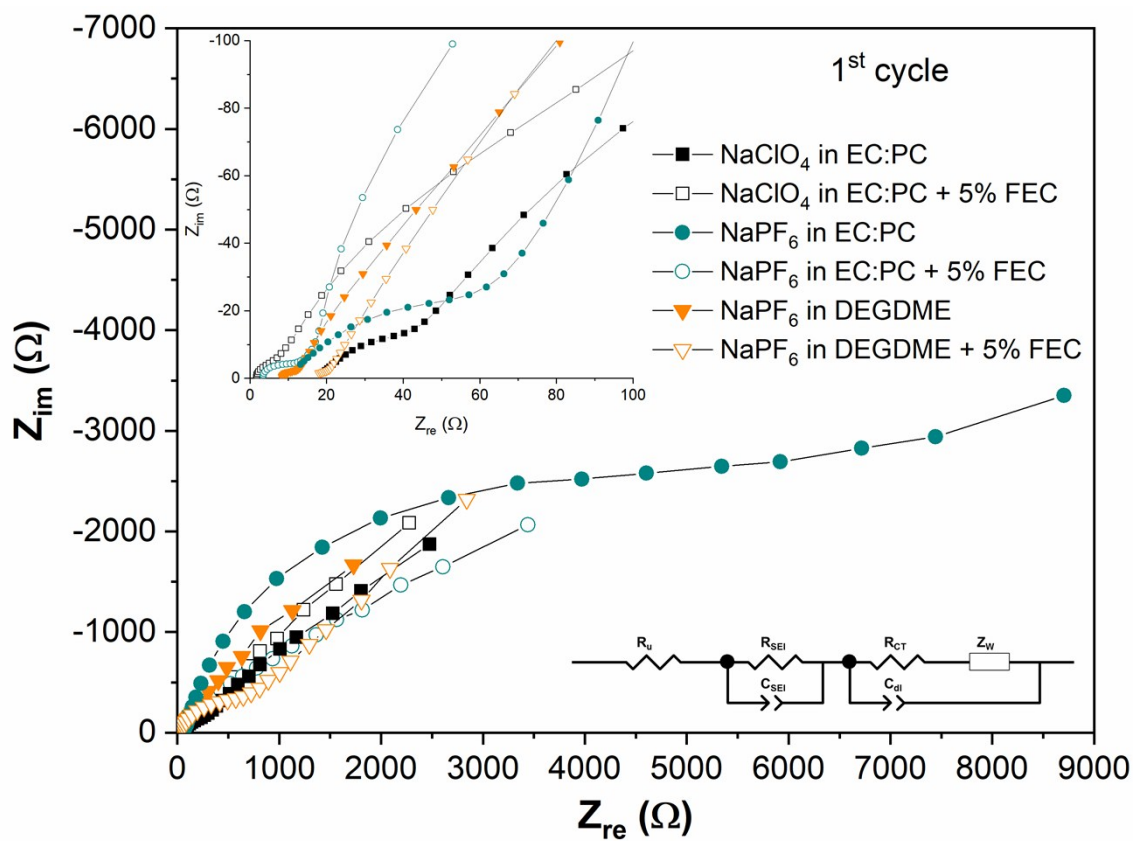 -7000
-6000
-5000
-4000
-3000
-2000
-1000
0
Zim (Ω)
0 1000 2000 3000 4000 5000 6000 7000 8000 9000
Zre (Ω)
-100
-80
-60
-40
-20
0
Zim (Ω)
0 20 40 60 80 100
Zre (Ω)
1st cycle
NaClO4 in EC:PC
NaClO4 in EC:PC + 5% FEC
NaPF6 in EC:PC
NaPF6 in EC:PC + 5% FEC
NaPF6 in DEGDME
NaPF6 in DEGDME + 5% FEC
Ru RSEI RCT ZW
CSEI Cdl